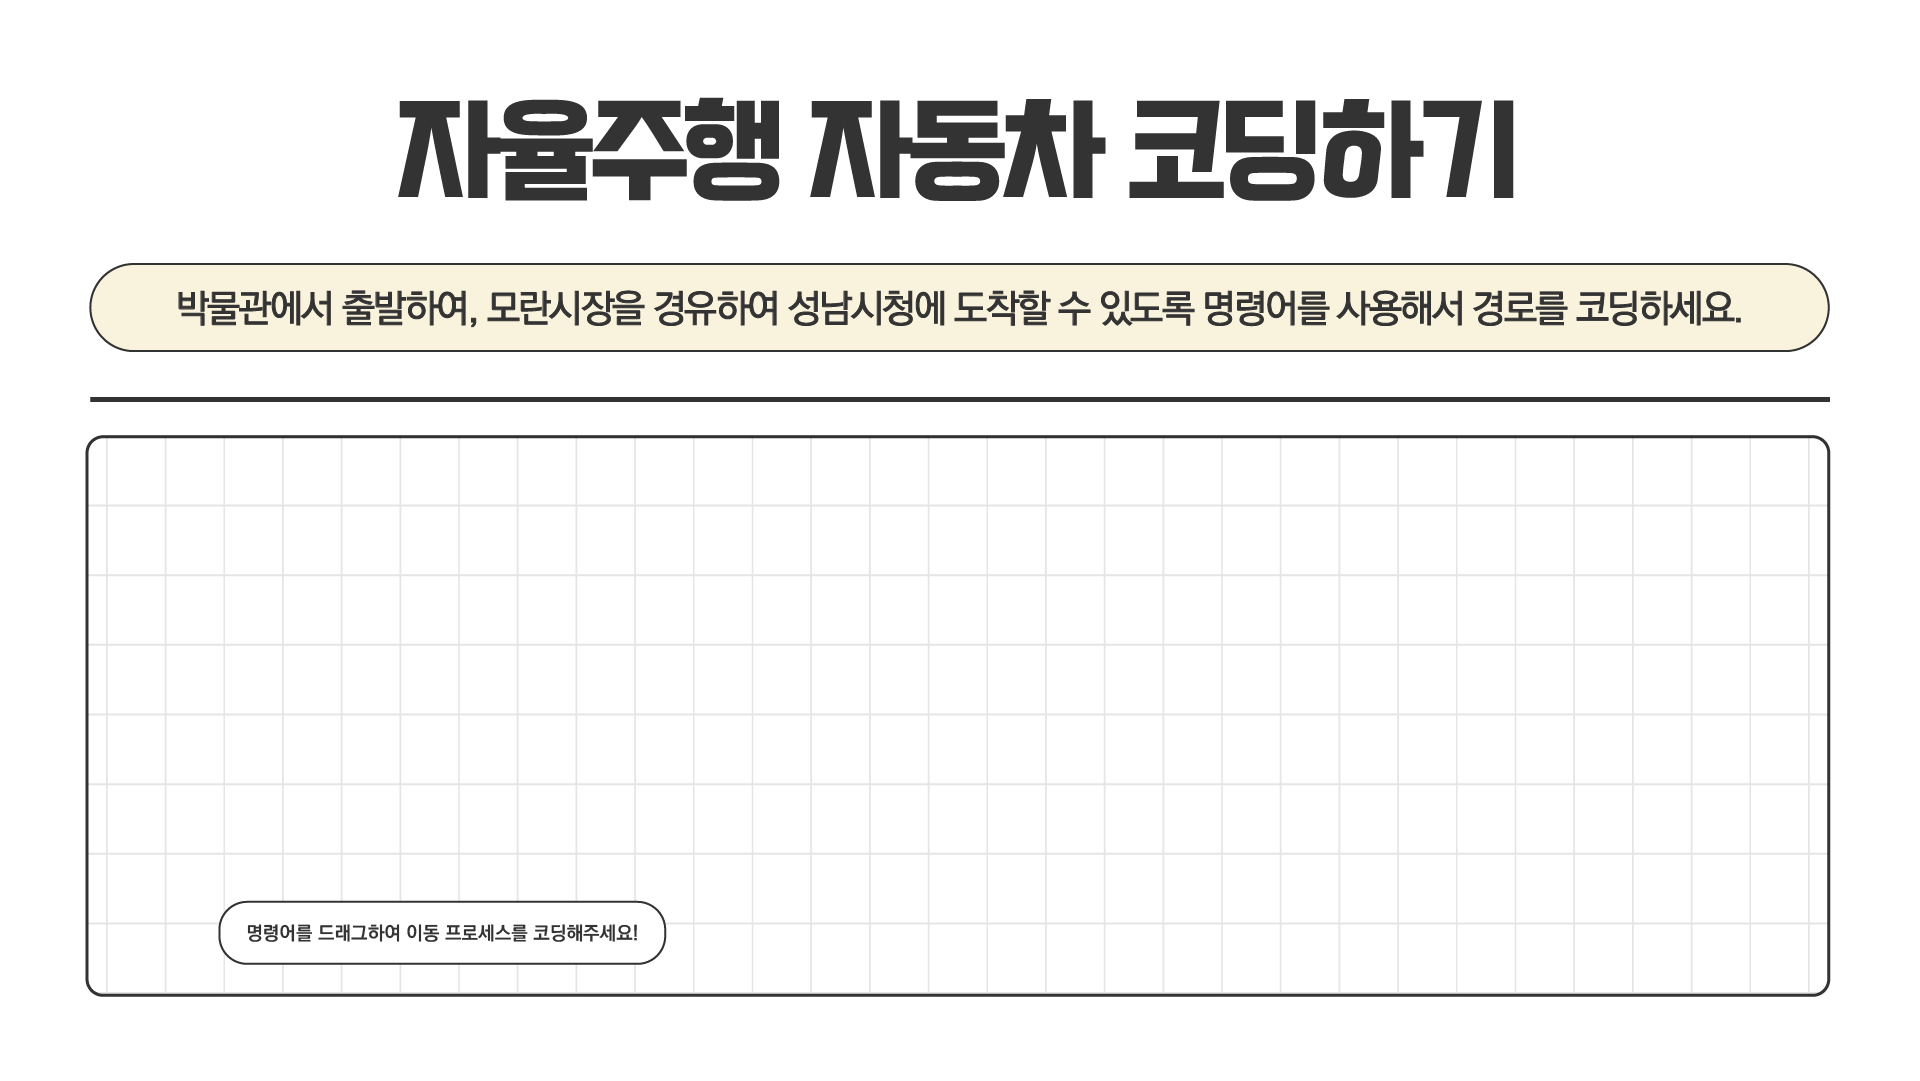 자율주행 자동차 코딩하기
박물관에서 출발하여, 모란시장을 경유하여 성남시청에 도착할 수 있도록 명령어를 사용해서 경로를 코딩하세요.
명령어를 드래그하여 이동 프로세스를 코딩해주세요!